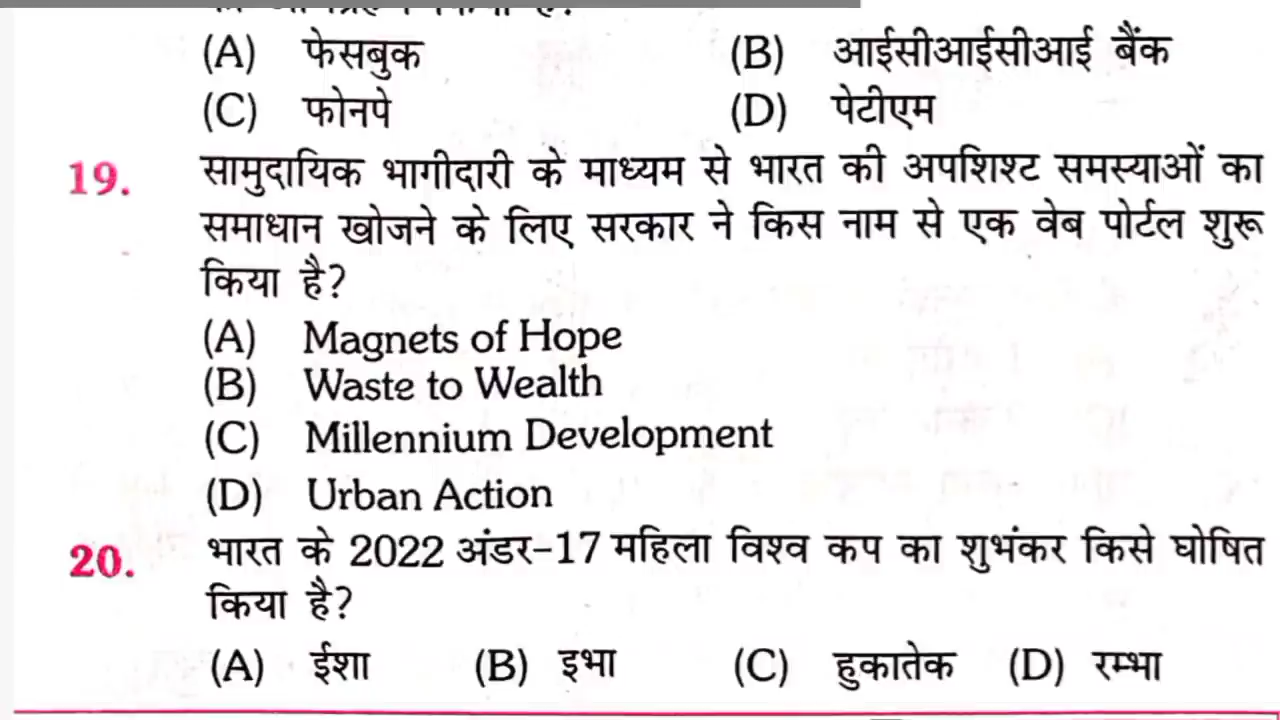 (A) फेसबुक (B) आईसीआईसीआई बैंक
(C) फोनपे (D) पेटीएम
19. सामुदायिक भागीदारी के माध्यम से भारत की अपशिश्ट समस्याओं का
समाधान खोजने के लिए सरकार ने किस नाम से एक वेब पोर्टल शुरू
किया है?
(A) Magnets of Hope
(B) Waste to Wealth
(C) Millennium Development
(D) Urban Action
20. भारत के 2022 अंडर-17 महिला विश्व कप का शुभंकर किसे घोषित
किया है?
(A) ईशा (B) इभा (C) हुकातेक (D) रम्भा